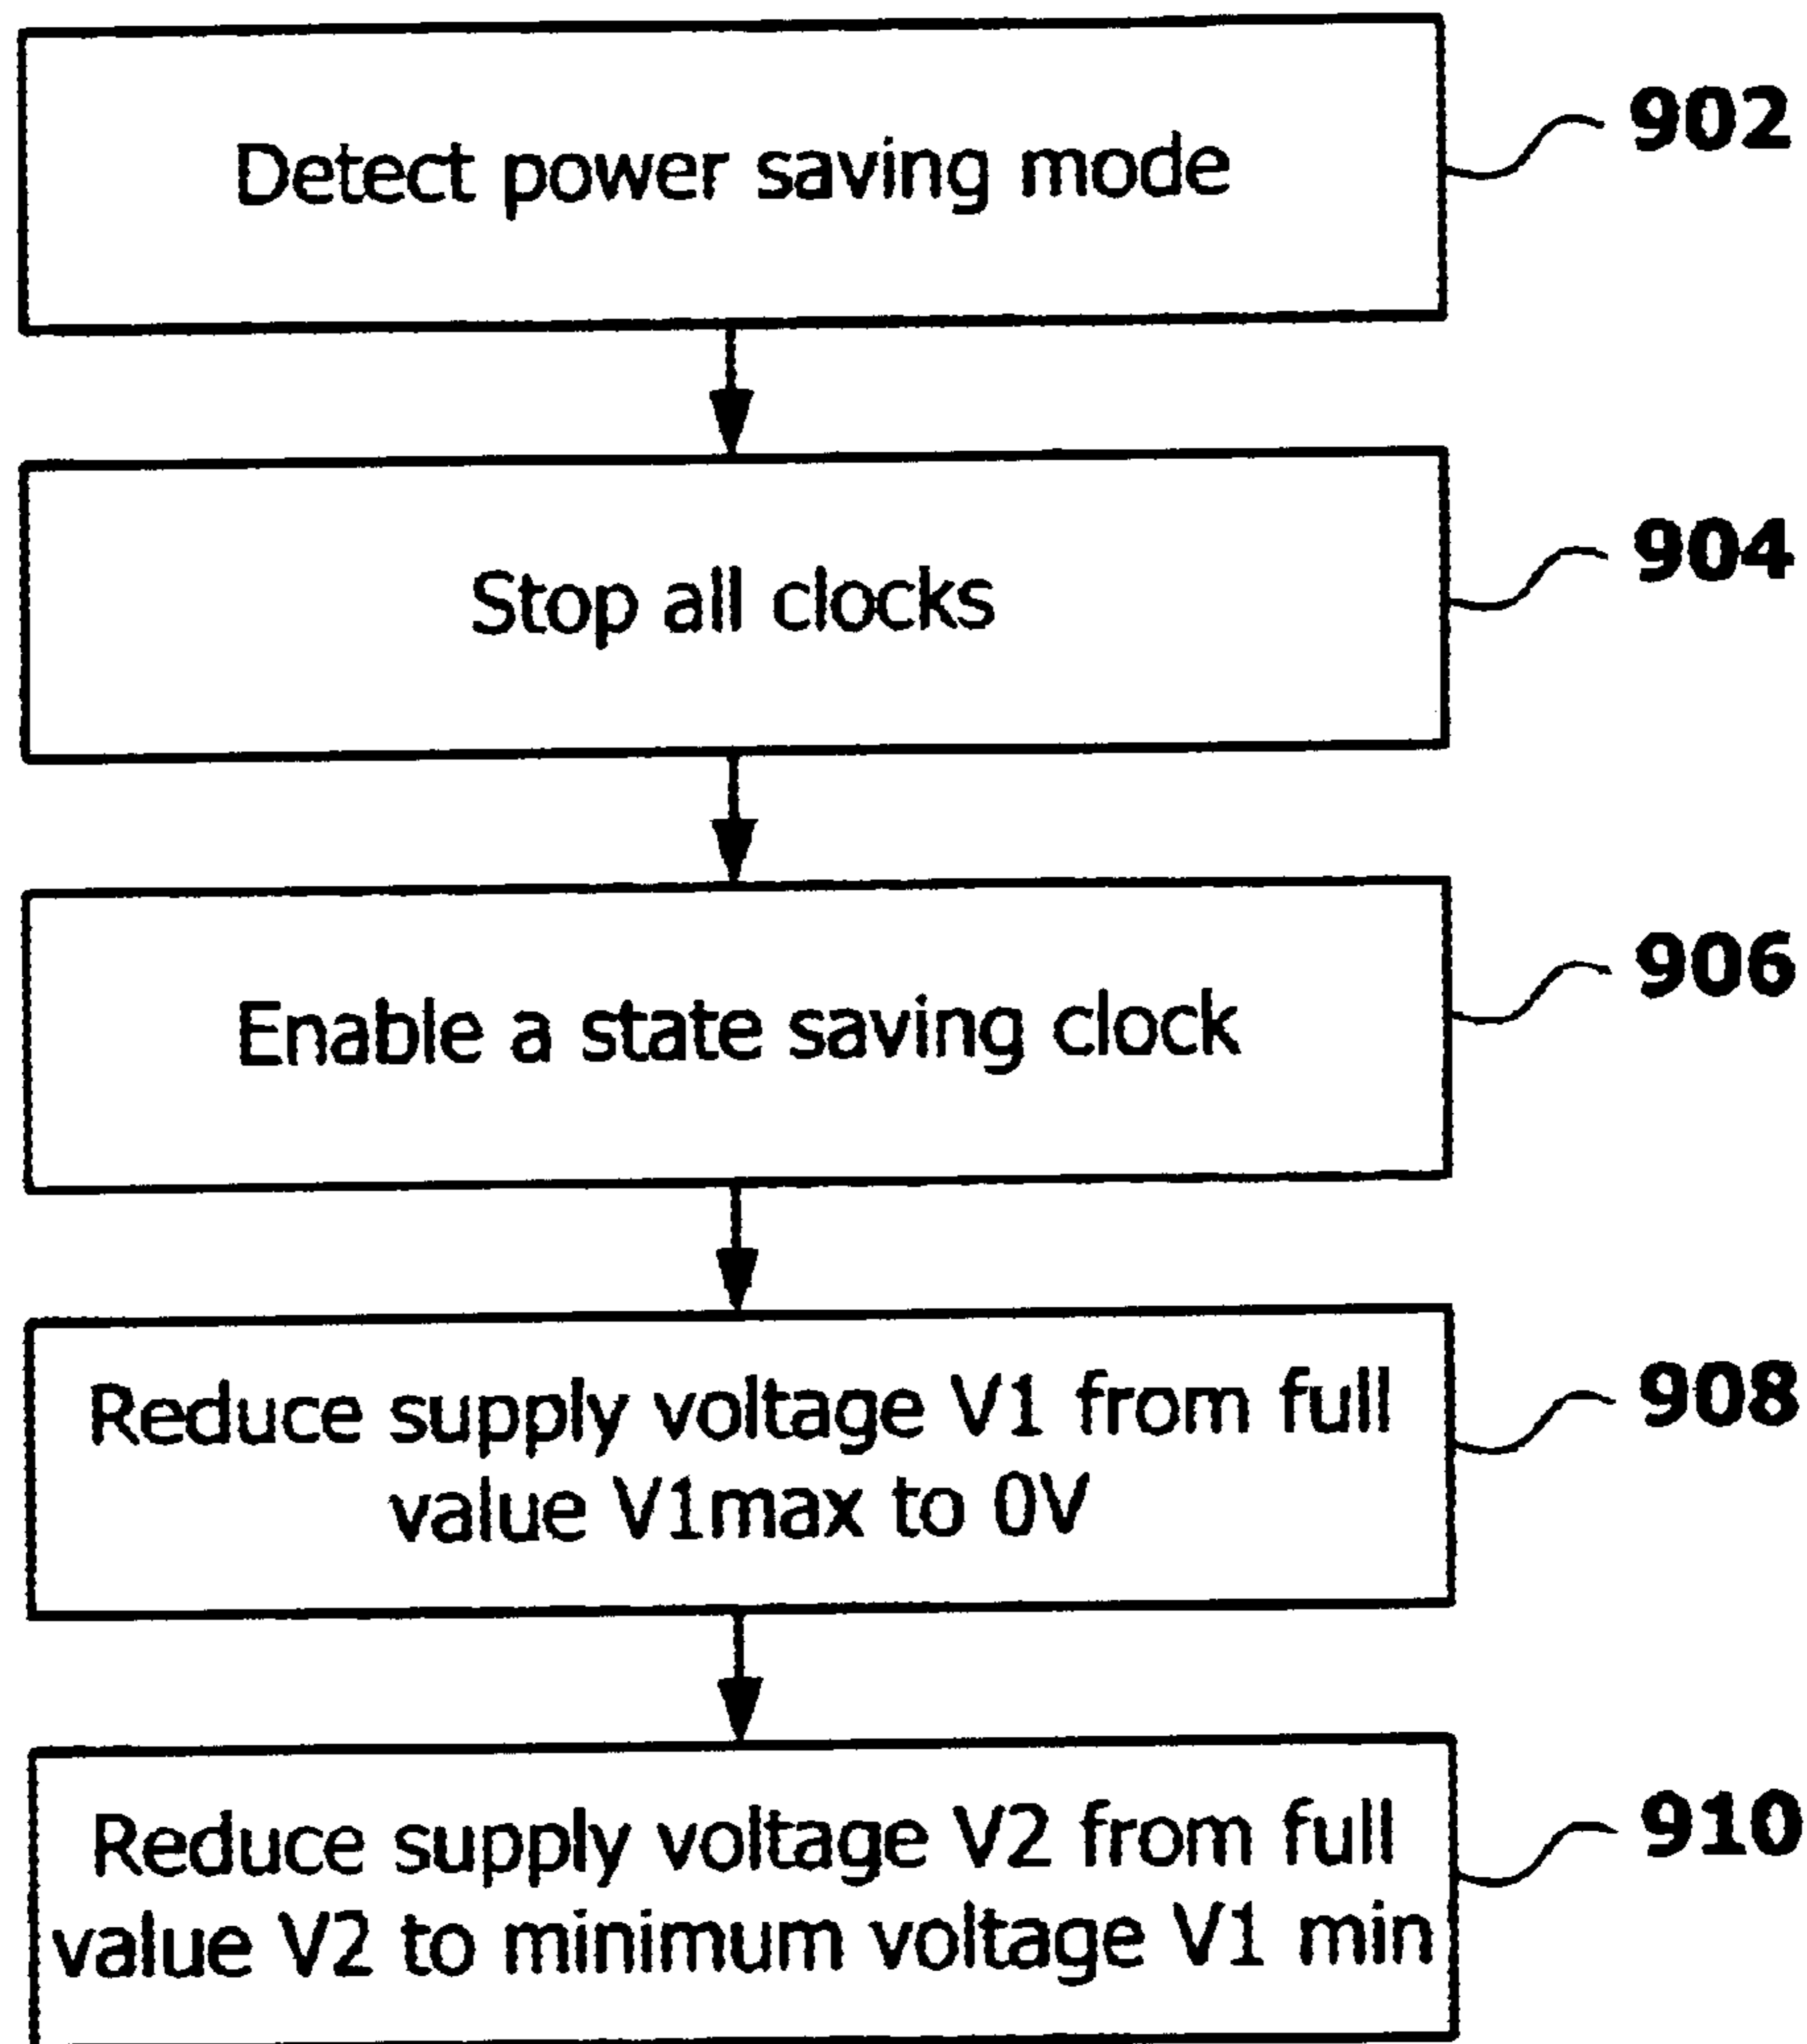 Detect power saving mode
902
Stop all clocks
904
Enable a state saving clock
906
Reduce supply voltage V1 from full
value V1max to 0V
908
Reduce supply voltage V2 from full
value V2 to minimum voltage V1 min
910